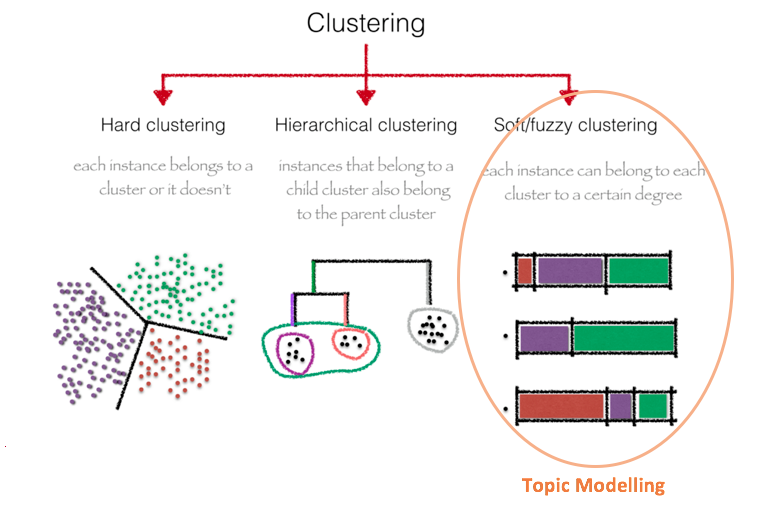 Clustering
Hard clustering
each instance belongs to a
cluster or it doesn't
Hierarchical clustering
instances that belong to a
child cluster also belong
to the parent cluster
Soft/fuzzy clustering
each instance can belong to each
cluster to a certain degree
Topic Modelling